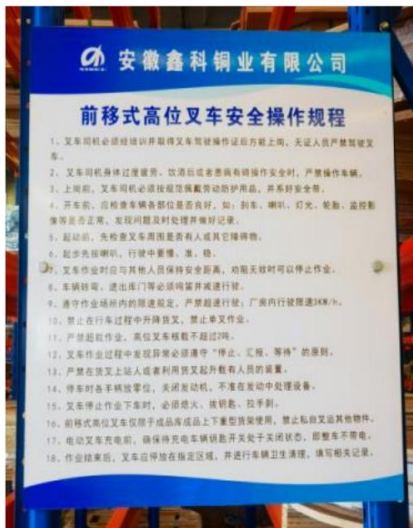 安徽鑫科铜业有限公司
前移式高位叉车安全操作规程
1、叉车司机必须经培训并取得叉车驾驶操作证后方能上岗，无证人员严禁驾驶叉
车。
2、叉车司机身体过度疲劳、饮酒后或者患病有碍操作安全时，严禁操作车辆。
3、上岗前，叉车司机必须按规范佩戴劳动防护用品，并系好安全带。
4、开车前，应检查车辆各部位是否良好，如：刹车、喇叭、灯光、轮胎、监控影
像等是否正常，发现问题及时处理并做好记录。
5、起动前，先检查叉车周围是否有人或其它障碍物。
6、起步先按喇叭，行驶中要慢、准、稳。
7、叉车作业时应与其他人员保持安全距离，劝阻无效时可以停止作业。
8、车辆转弯、进出库门等必须鸣笛并减速行驶。
9、遵守作业场所内的限速规定，严禁超速行驶；厂房内行驶限速5KM/h。
10、禁止在行车过程中升降货叉，禁止单叉作业。
11、严禁超载作业，高位叉车核载不超过2吨。
12、叉车作业过程中发现异常必须遵守“停止、汇报、等待”的原则。
13、严禁在货叉上站人或者利用货叉起升载人员的装置。
14、停车时各手柄放零位，关闭发动机，不准在发动中处理设备。
15、叉车停止作业下车时，必须熄火、拔钥匙、拉手刹。
16、前移式高位叉车仅限于成品库成品上下重型货架使用，禁止私自叉运其他物件。
17、电动叉车充电前，确保待充电车辆钥匙开关处于关闭状态，即整车不带电。
18、作业结束后，叉车应停放在指定区域，并进行车辆卫生清理，填写相关记录。